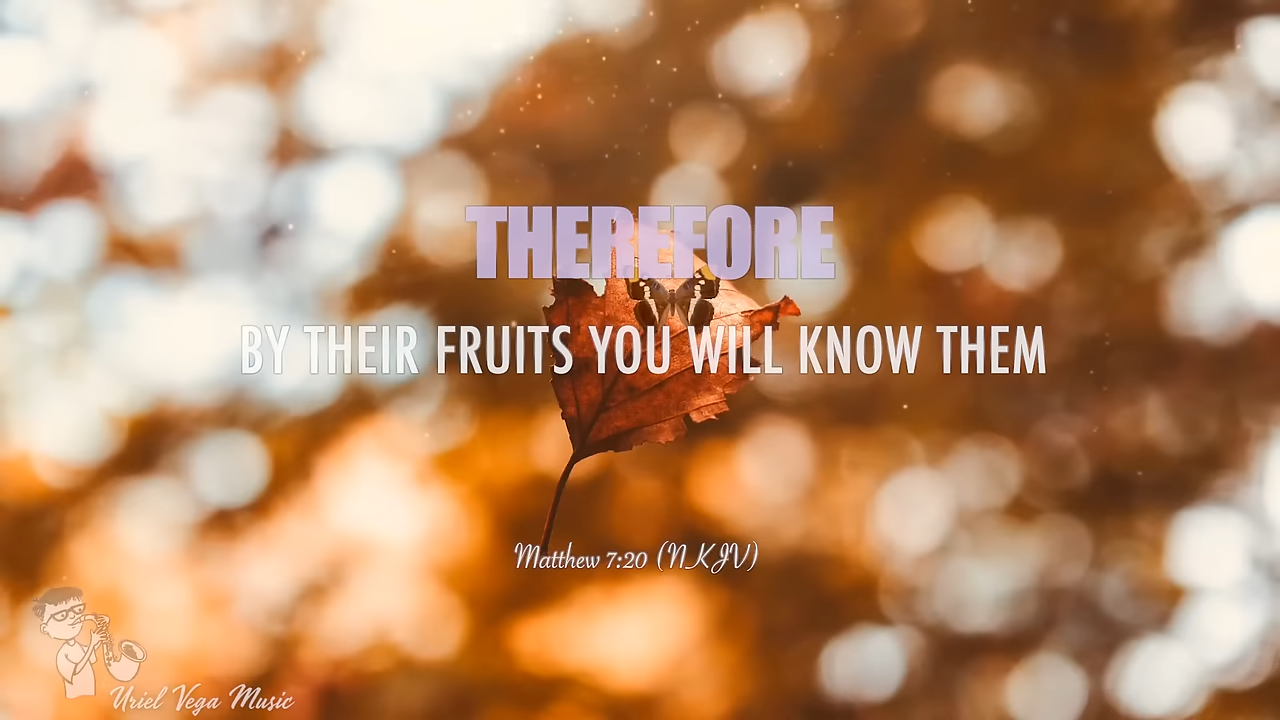 THEREFORE
BY THEIR FRUITS YOU WILL KNOW THEM
Matthew 7:20 (NKJV)
Uriel Vega Music